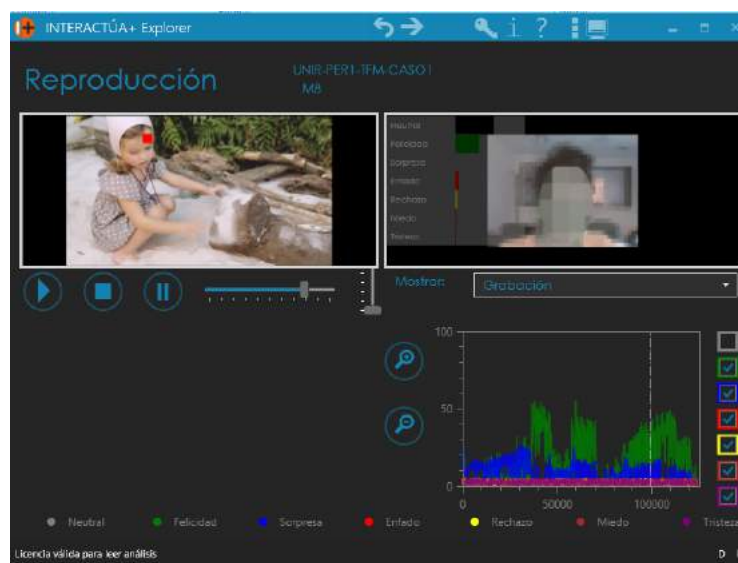 INTERACTÚA+ Explorer
Reproducción
UNIR-PER1-TFM-CASO1
M8
Neutral
Felicidad
Sorpresa
Enfado
Rechazo
Miedo
Tristeza
Mostrar:
Grabación
100
50
0
0
50000
100000
Neutral
Felicidad
Sorpresa
Enfado
Rechazo
Miedo
Tristeza
Licencia válida para leer análisis
D